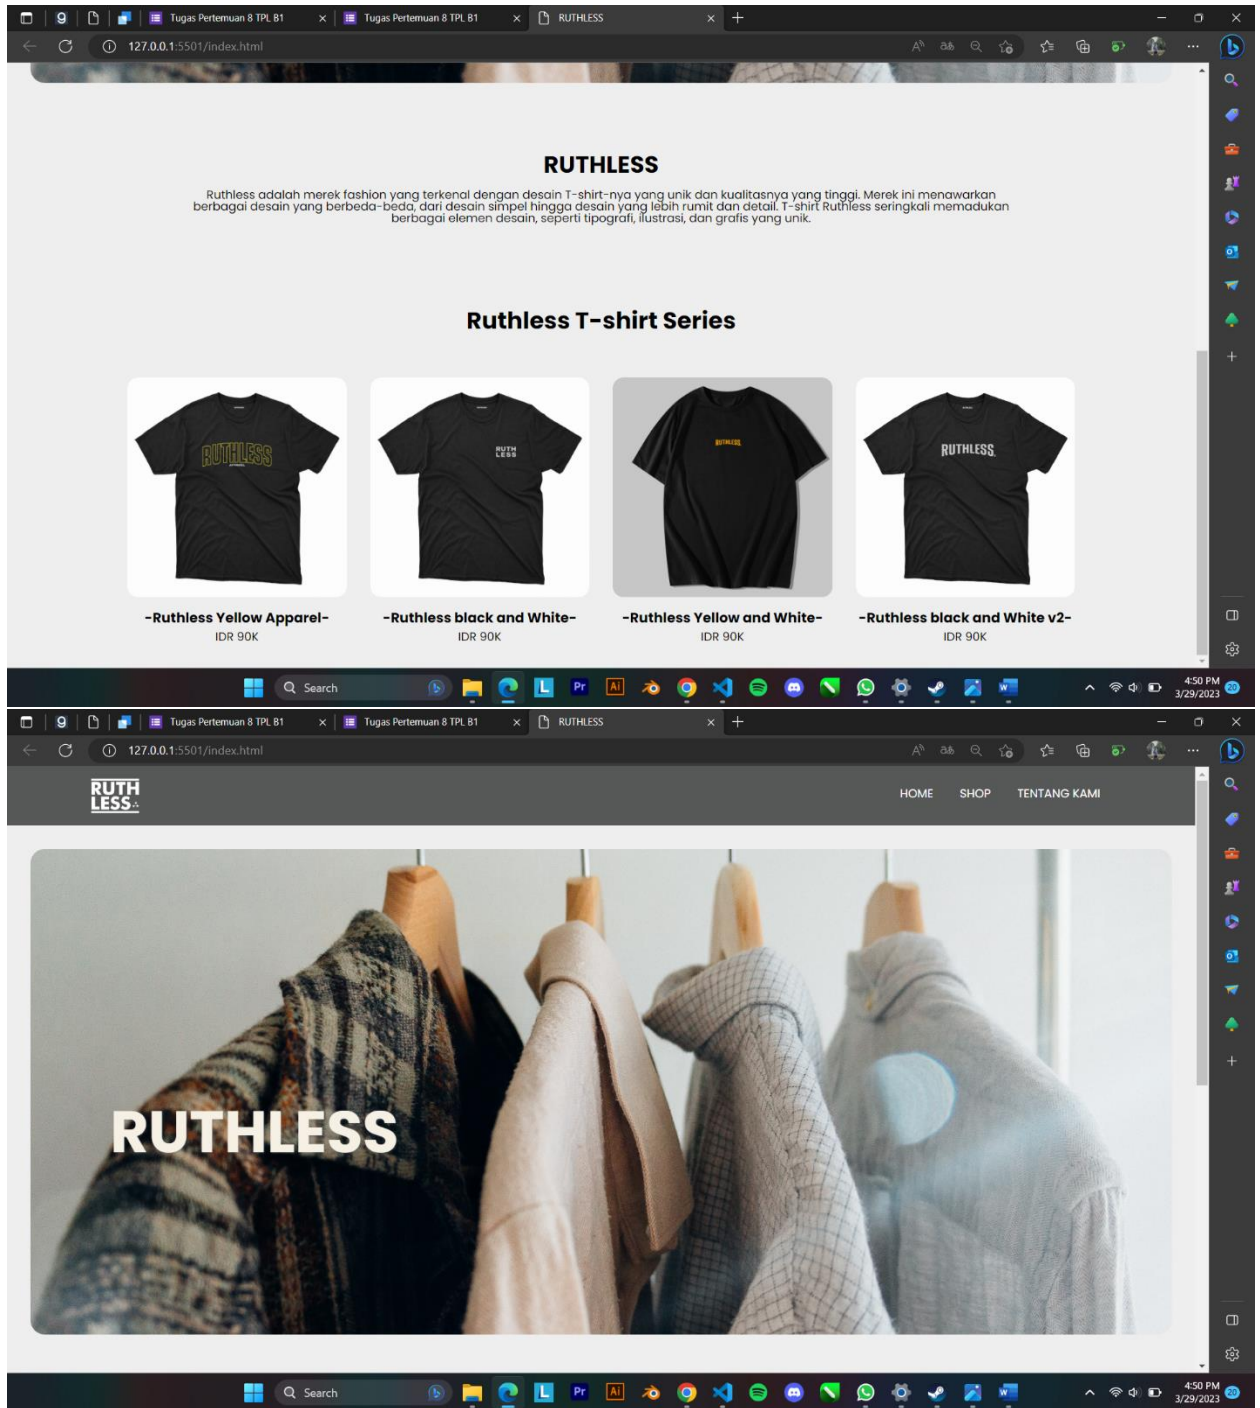 Tugas Pertemuan 8 TPL B1
Tugas Pertemuan 8 TPL B1
RUTHLESS
127.0.0.1:5501/index.html
RUTHLESS
Ruthless adalah merek fashion yang terkenal dengan desain T-shirt-nya yang unik dan kualitasnya yang tinggi. Merek ini menawarkan
berbagai desain yang berbeda-beda, dari desain simpel hingga desain yang lebih rumit dan detail. T-shirt Ruthless seringkali memadukan
berbagai elemen desain, seperti tipografi, ilustrasi, dan grafis yang unik.
Ruthless T-shirt Series
RUTHLESS
RUTH
LESS
RUTHLESS
RUTHLESS
-Ruthless Yellow Apparel-
IDR 90K
-Ruthless black and White-
IDR 90K
-Ruthless Yellow and White-
IDR 90K
-Ruthless black and White v2-
IDR 90K
Search
L
Pr
Ai
W
4:50 PM
3/29/2023
20
Tugas Pertemuan 8 TPL B1
Tugas Pertemuan 8 TPL B1
RUTHLESS
127.0.0.1:5501/index.html
RUTH
LESS
HOME
SHOP
TENTANG KAMI
RUTHLESS
Search
L
Pr
Ai
W
4:50 PM
3/29/2023
20